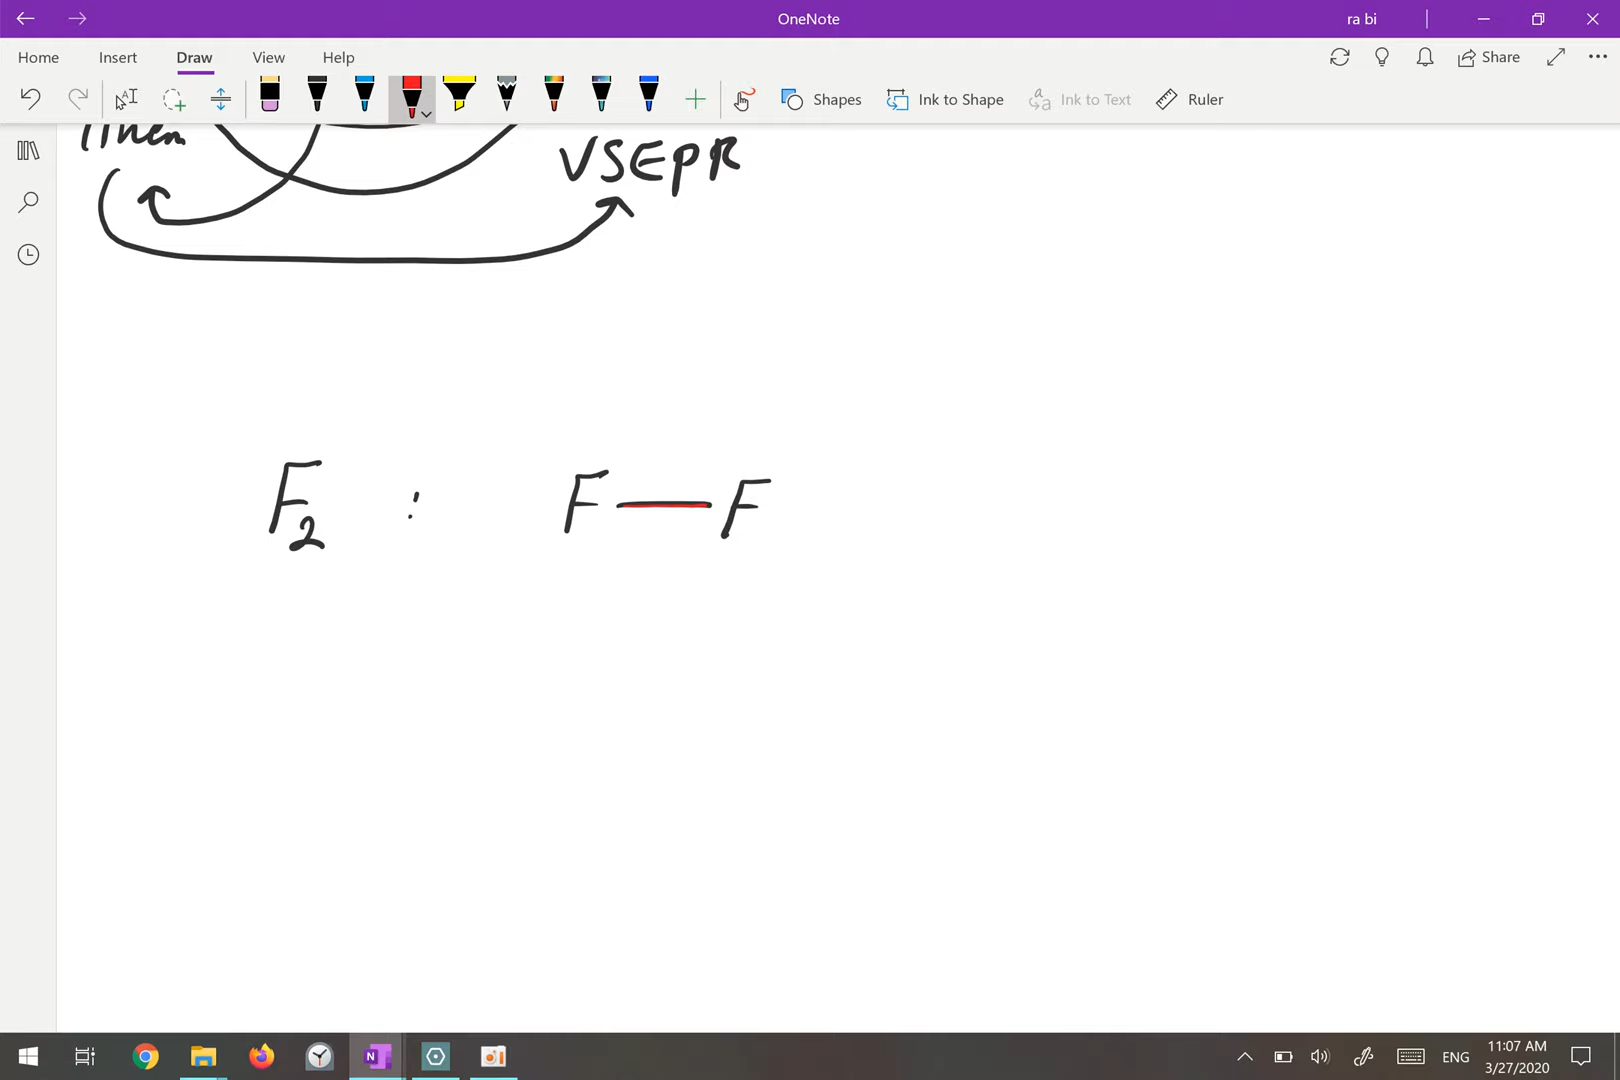 OneNote
ra bi
Home Insert Draw View Help
Share
Shapes Ink to Shape Ink to Text Ruler
VSEPR
F2 : F—F
ENG
11:07 AM
3/27/2020